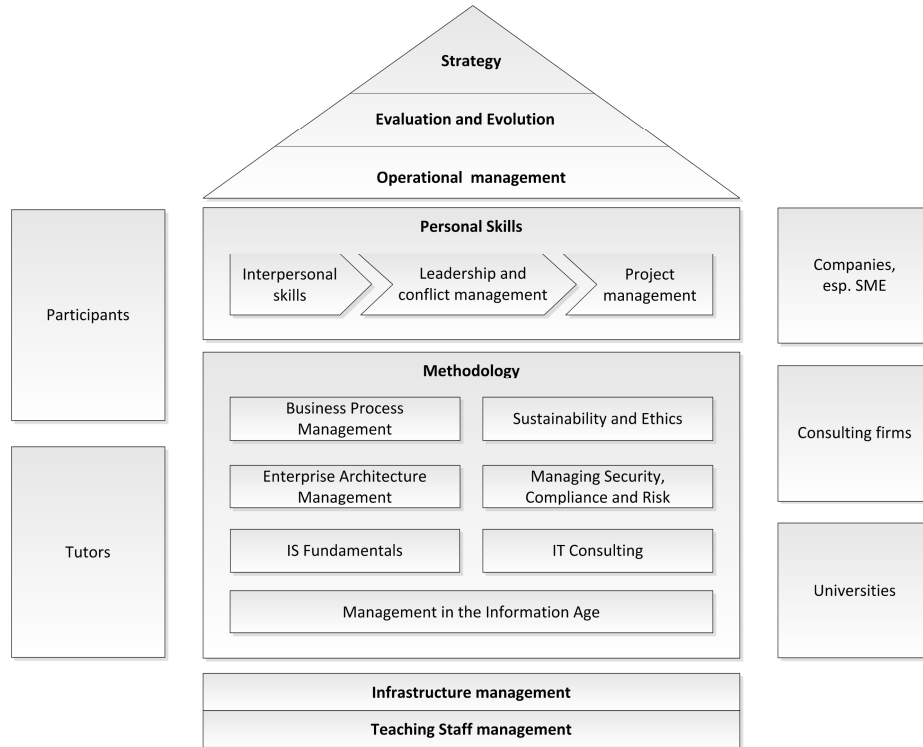 Strategy
Evaluation and Evolution
Operational management
Personal Skills
Interpersonal
skills
Leadership and
conflict management
Project
management
Participants
Tutors
Methodology
Business Process
Management
Sustainability and Ethics
Enterprise Architecture
Management
Managing Security,
Compliance and Risk
IS Fundamentals
IT Consulting
Management in the Information Age
Companies,
esp. SME
Consulting firms
Universities
Infrastructure management
Teaching Staff management